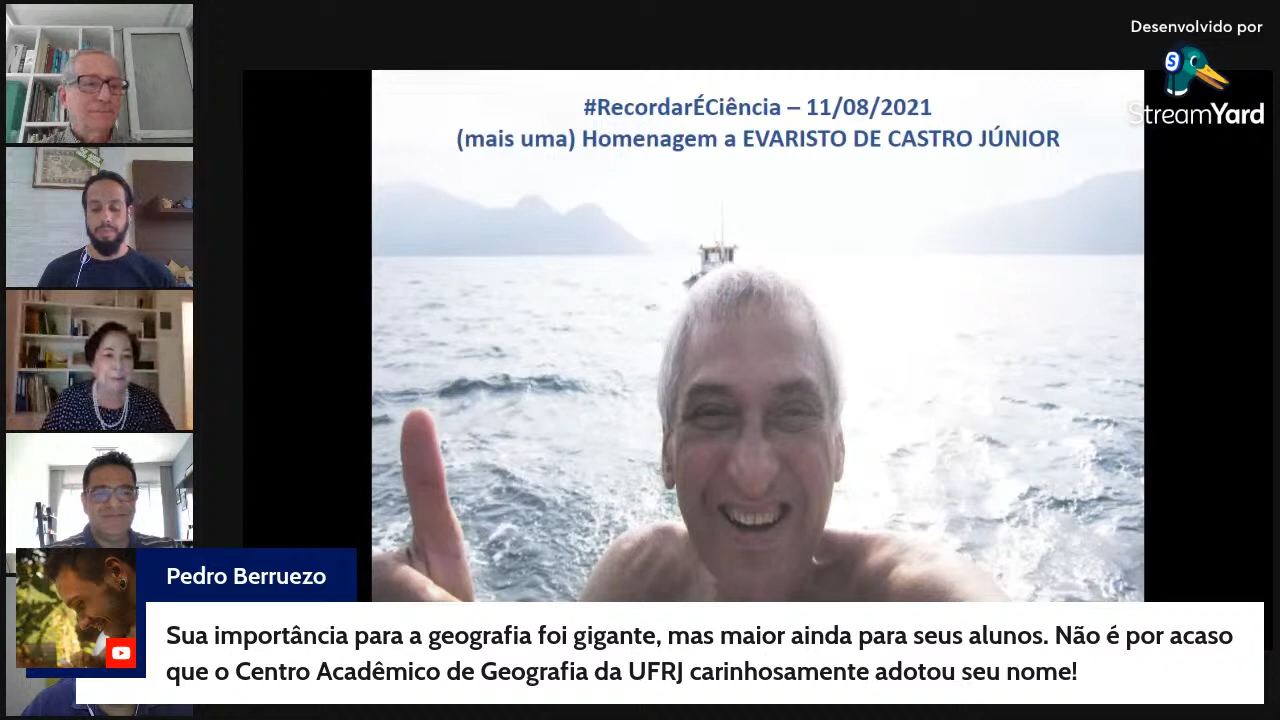 Desenvolvido por
StreamYard
#RecordarÉCiência – 11/08/2021
(mais uma) Homenagem a EVARISTO DE CASTRO JÚNIOR
Pedro Berruezo
Sua importância para a geografia foi gigante, mas maior ainda para seus alunos. Não é por acaso
que o Centro Acadêmico de Geografia da UFRJ carinhosamente adotou seu nome!